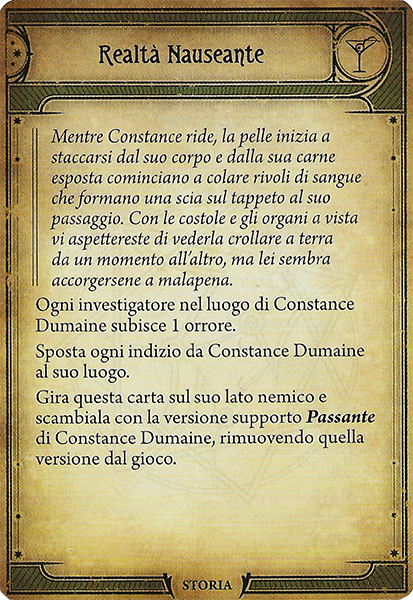 Realtà Nauseante
Mentre Constance ride, la pelle inizia a
staccarsi dal suo corpo e dalla sua carne
esposta cominciano a colare rivoli di sangue
che formano una scia sul tappeto al suo
passaggio. Con le costole e gli organi a vista
vi aspettereste di vederla crollare a terra
da un momento all'altro, ma lei sembra
accorgersene a malapena.
Ogni investigatore nel luogo di Constance
Dumaine subisce 1 orrore.
Sposta ogni indizio da Constance Dumaine
al suo luogo.
Gira questa carta sul suo lato nemico e
scambiala con la versione supporto Passante
di Constance Dumaine, rimuovendo quella
versione dal gioco.
STORIA